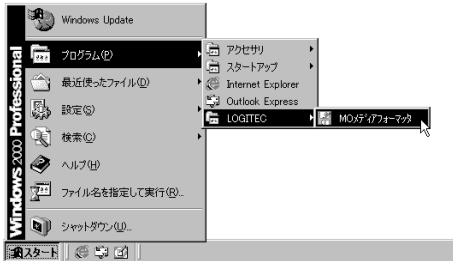 Windows Update
プログラム(P)
最近使ったファイル(D)
設定(S)
検索(C)
ヘルプ(H)
ファイル名を指定して実行(R)...
シャットダウン(U)...
Windows 2000 Professional
アクセサリ
スタートアップ
Internet Explorer
Outlook Express
LOGITEC
MOメディアフォーマッタ
スタート